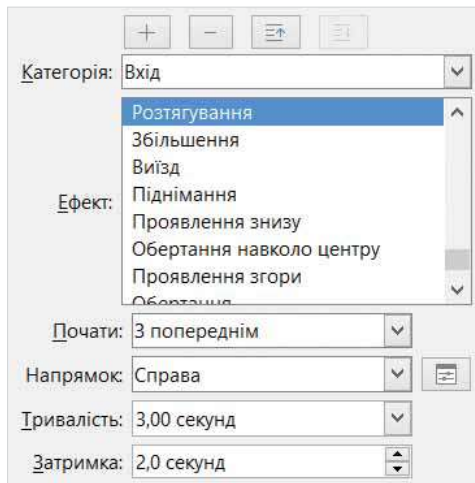 Категорія: Вхід
Розтягування
Збільшення
Виїзд
Піднімання
Ефект:
Проявлення знизу
Обертання навколо центру
Проявлення згори
Обертання
Почати: З попереднім
Напрямок: Справа
Тривалість: 3,00 секунд
Затримка: 2,0 секунд